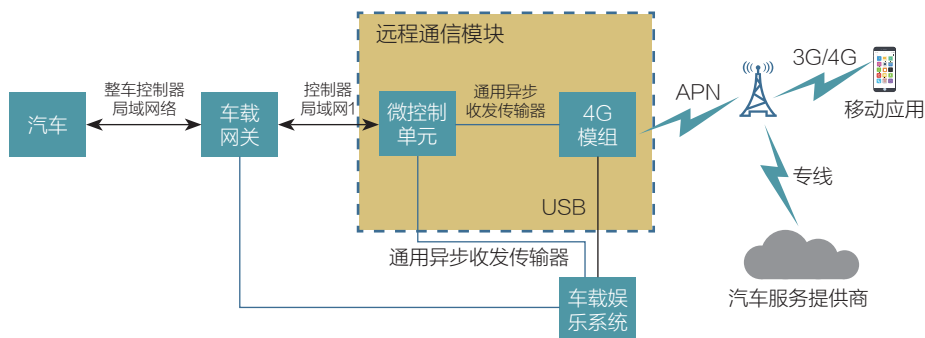 远程通信模块
3G/4G
整车控制器
局域网络
控制器
局域网1
通用异步
收发传输器
APN
移动应用
汽车
车载
网关
微控制
单元
4G
模组
专线
USB
通用异步收发传输器
汽车服务提供商
车载娱
乐系统